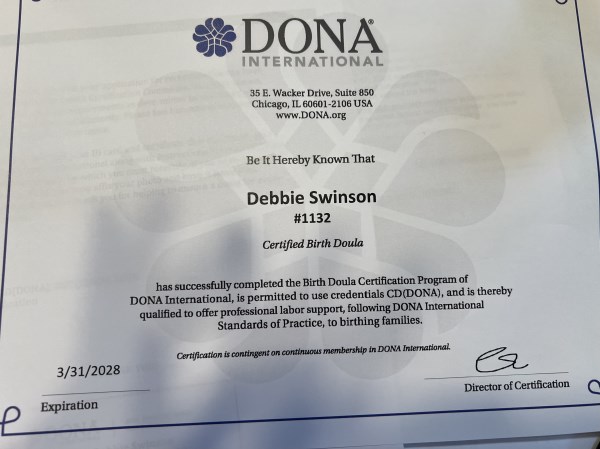 DONA®
INTERNATIONAL
35 E. Wacker Drive, Suite 850
Chicago, IL 60601-2106 USA
www.DONA.org
Be It Hereby Known That
Debbie Swinson
#1132
Certified Birth Doula
has successfully completed the Birth Doula Certification Program of
DONA International, is permitted to use credentials CD(DONA), and is thereby
qualified to offer professional labor support, following DONA International
Standards of Practice, to birthing families.
Certification is contingent on continuous membership in DONA International.
3/31/2028
Expiration
Director of Certification